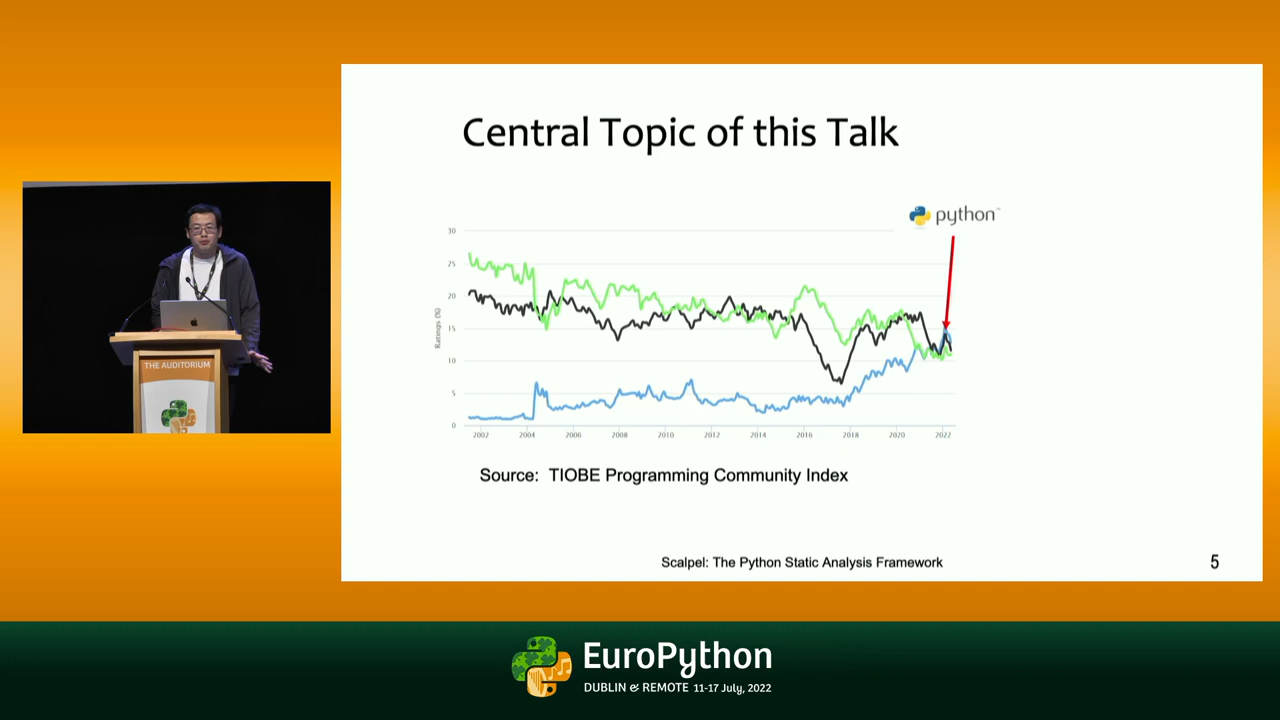 Central Topic of this Talk
python™
30
25
20
15
10
5
0
Ratings (%)
2002 2004 2006 2008 2010 2012 2014 2016 2018 2020 2022
Source: TIOBE Programming Community Index
Scalpel: The Python Static Analysis Framework
5
THE AUDITORIUM
EuroPython
DUBLIN & REMOTE 11-17 July, 2022